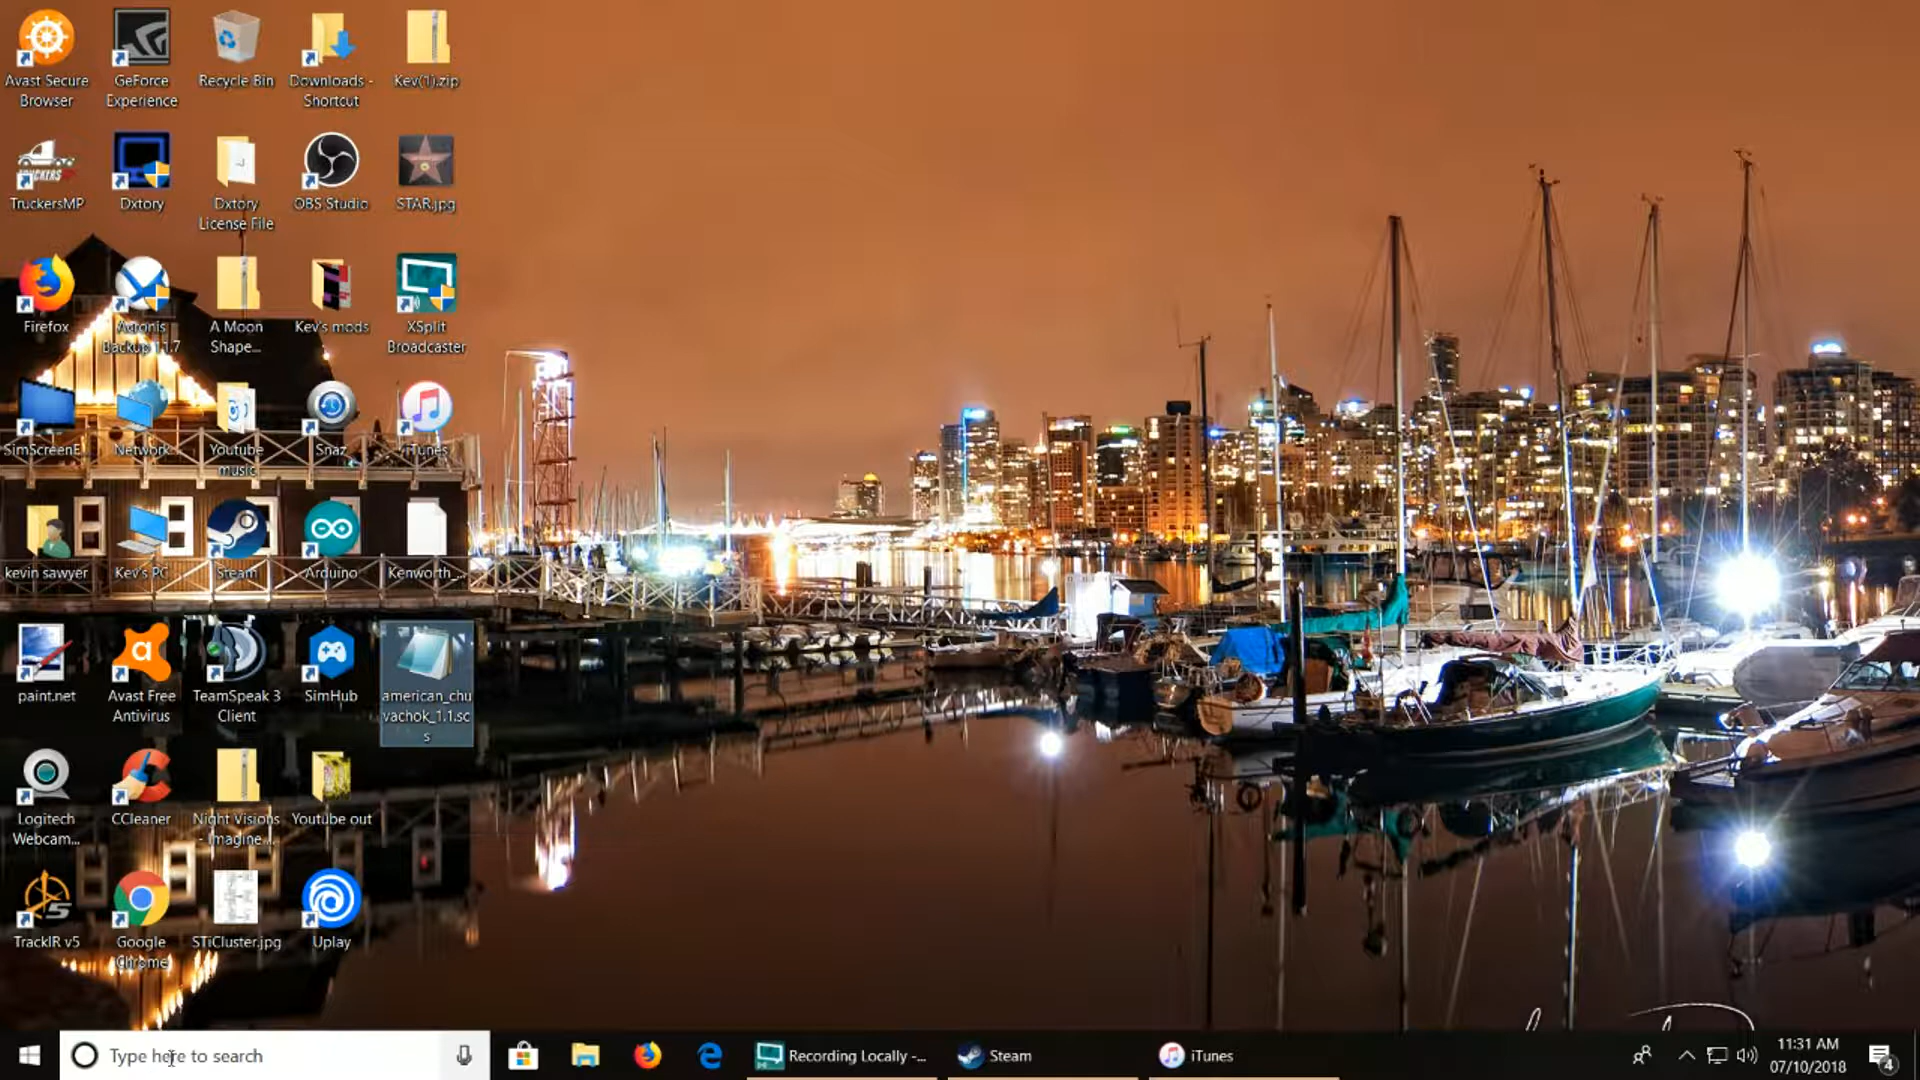 Avast Secure
Browser
GeForce
Experience
Recycle Bin
Downloads -
Shortcut
Kev(1).zip
TruckersMP
Dxtory
Dxtory
License File
OBS Studio
STAR.jpg
Firefox
Acronis
Backup 11.7
A Moon
Shape...
Kev's mods
XSplit
Broadcaster
SimScreenE...
Network
Youtube
music
Snaz
iTunes
kevin sawyer
Kev's PC
Steam
Arduino
Kenworth_...
paint.net
Avast Free
Antivirus
TeamSpeak 3
Client
SimHub
american_chu
vachok_1.1.sc
s
Logitech
Webcam...
CCleaner
Night Visions
- Imagine...
Youtube out
TrackIR v5
Google
Chrome
STiCluster.jpg
Uplay
Type here to search
Recording Locally -...
Steam
iTunes
11:31 AM
07/10/2018
4